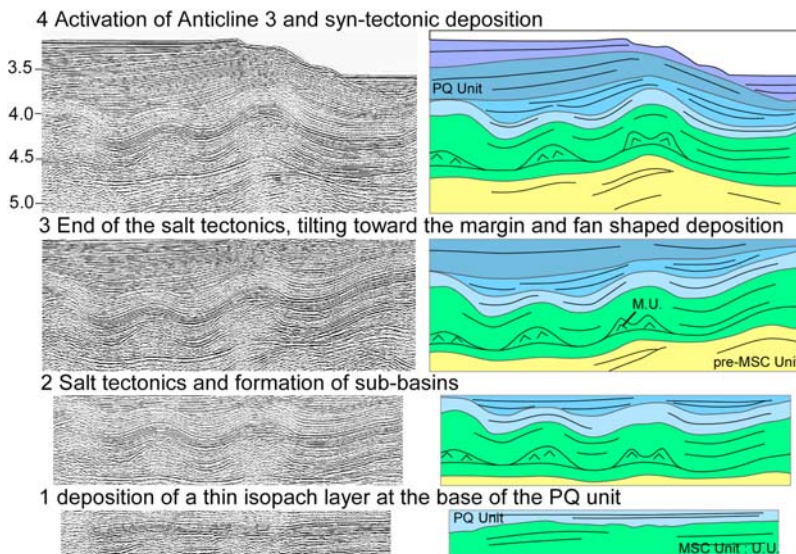 4 Activation of Anticline 3 and syn-tectonic deposition
3.5
4.0
4.5
5.0
PQ Unit
3 End of the salt tectonics, tilting toward the margin and fan shaped deposition
M.U.
pre-MSC Unit
2 Salt tectonics and formation of sub-basins
1 deposition of a thin isopach layer at the base of the PQ unit
PQ Unit
MSC Unit : U.U.